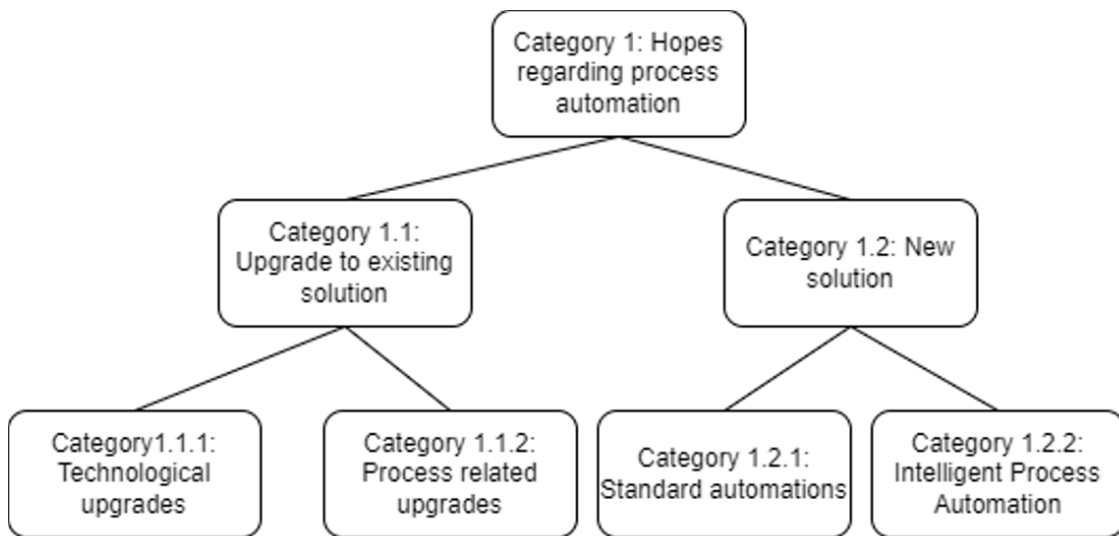 Category 1: Hopes
regarding process
automation
Category 1.1:
Upgrade to existing
solution
Category 1.2: New
solution
Category1.1.1:
Technological
upgrades
Category 1.1.2:
Process related
upgrades
Category 1.2.1:
Standard automations
Category 1.2.2:
Intelligent Process
Automation